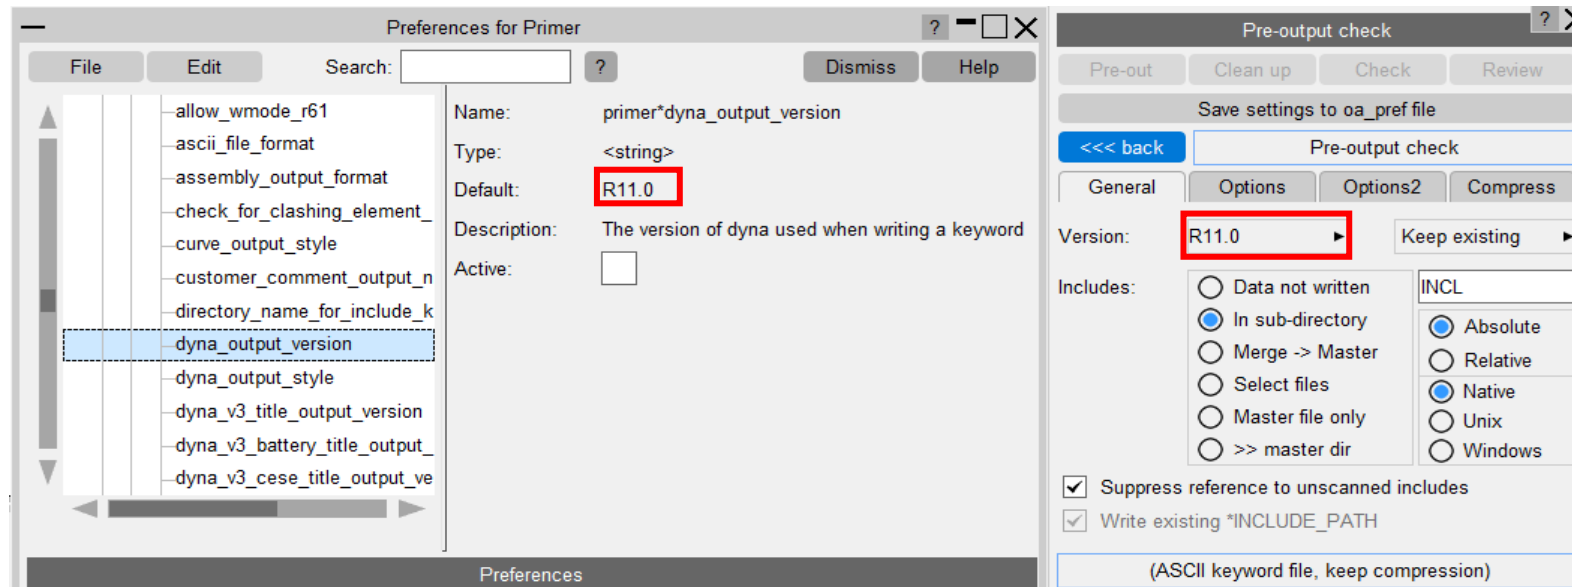 Preferences for Primer
?
File Edit Search: ? Dismiss Help
allow_wmode_r61
ascii_file_format
assembly_output_format
check_for_clashing_element_
curve_output_style
customer_comment_output_n
directory_name_for_include_k
dyna_output_version
dyna_output_style
dyna_v3_title_output_version
dyna_v3_battery_title_output_
dyna_v3_cese_title_output_ve
Name: primer*dyna_output_version
Type: <string>
Default: R11.0
Description: The version of dyna used when writing a keyword
Active:
Preferences
Pre-output check
?
Pre-out Clean up Check Review
Save settings to oa_pref file
<<< back Pre-output check
General Options Options2 Compress
Version: R11.0 Keep existing
Includes:
Data not written
In sub-directory
Merge -> Master
Select files
Master file only
>> master dir
INCL
Absolute
Relative
Native
Unix
Windows
Suppress reference to unscanned includes
Write existing *INCLUDE_PATH
(ASCII keyword file, keep compression)